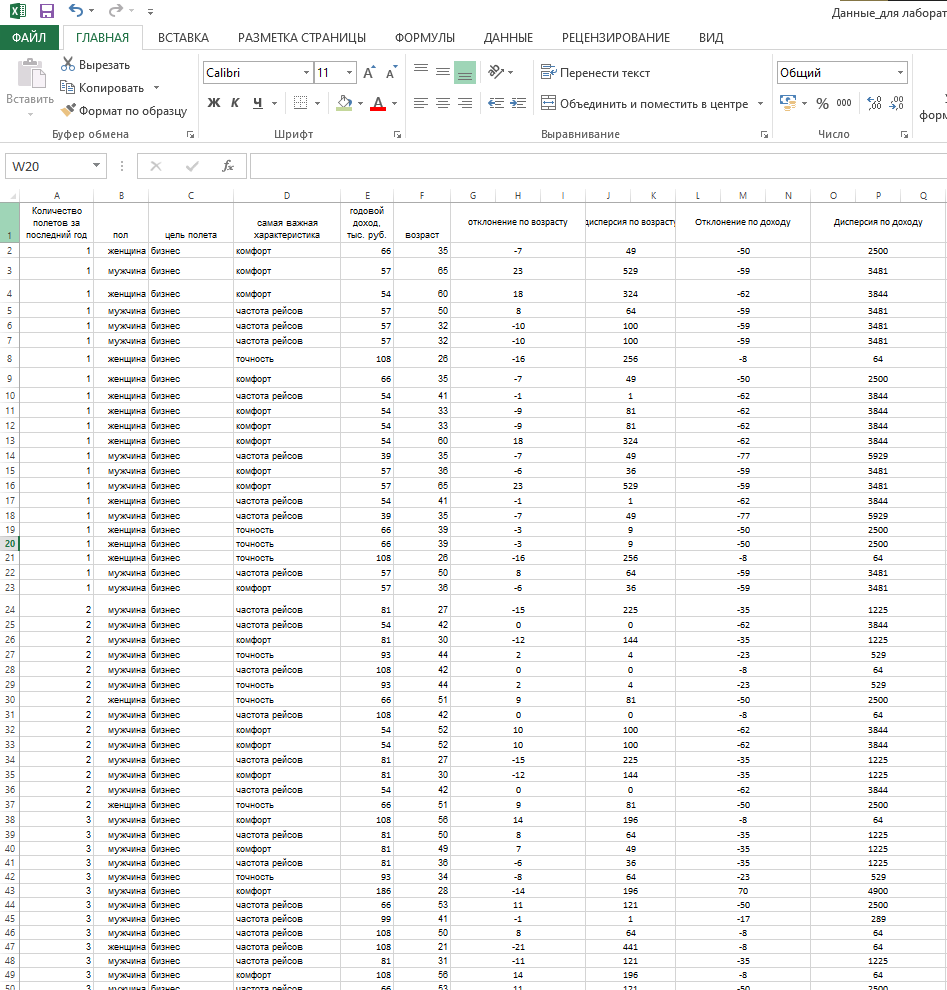 Данные_для лаборат
ФАЙЛ ГЛАВНАЯ ВСТАВКА РАЗМЕТКА СТРАНИЦЫ ФОРМУЛЫ ДАННЫЕ РЕЦЕНЗИРОВАНИЕ ВИД
Вставить
Вырезать
Копировать
Формат по образцу
Буфер обмена
Calibri 11
Ж К Ч
Шрифт
Перенести текст
Объединить и поместить в центре
Выравнивание
Общий
% 000
Число
форм
W20
A B C D E F G H I J K L M N O P Q
1 Количество полетов за последний год пол цель полета самая важная характеристика годовой доход, тыс. руб. возраст отклонение по возрасту дисперсия по возрасту Отклонение по доходу Дисперсия по доходу
2 1 женщина бизнес комфорт 66 35 -7 49 -50 2500
3 1 мужчина бизнес комфорт 57 65 23 529 -59 3481
4 1 женщина бизнес комфорт 54 60 18 324 -62 3844
5 1 мужчина бизнес частота рейсов 57 50 8 64 -59 3481
6 1 мужчина бизнес частота рейсов 57 32 -10 100 -59 3481
7 1 мужчина бизнес частота рейсов 57 32 -10 100 -59 3481
8 1 женщина бизнес точность 108 26 -16 256 -8 64
9 1 женщина бизнес комфорт 66 35 -7 49 -50 2500
10 1 женщина бизнес частота рейсов 54 41 -1 1 -62 3844
11 1 женщина бизнес комфорт 54 33 -9 81 -62 3844
12 1 женщина бизнес комфорт 54 33 -9 81 -62 3844
13 1 женщина бизнес комфорт 54 60 18 324 -62 3844
14 1 мужчина бизнес частота рейсов 39 35 -7 49 -77 5929
15 1 мужчина бизнес комфорт 57 36 -6 36 -59 3481
16 1 мужчина бизнес комфорт 57 65 23 529 -59 3481
17 1 женщина бизнес частота рейсов 54 41 -1 1 -62 3844
18 1 мужчина бизнес частота рейсов 39 35 -7 49 -77 5929
19 1 женщина бизнес точность 66 39 -3 9 -50 2500
20 1 женщина бизнес точность 66 39 -3 9 -50 2500
21 1 женщина бизнес точность 108 26 -16 256 -8 64
22 1 мужчина бизнес частота рейсов 57 50 8 64 -59 3481
23 1 мужчина бизнес комфорт 57 36 -6 36 -59 3481
24 2 мужчина бизнес частота рейсов 81 27 -15 225 -35 1225
25 2 мужчина бизнес частота рейсов 54 42 0 0 -62 3844
26 2 мужчина бизнес комфорт 81 30 -12 144 -35 1225
27 2 мужчина бизнес точность 93 44 2 4 -23 529
28 2 мужчина бизнес частота рейсов 108 42 0 0 -8 64
29 2 мужчина бизнес точность 93 44 2 4 -23 529
30 2 женщина бизнес точность 66 51 9 81 -50 2500
31 2 мужчина бизнес частота рейсов 108 42 0 0 -8 64
32 2 мужчина бизнес комфорт 54 52 10 100 -62 3844
33 2 мужчина бизнес комфорт 54 52 10 100 -62 3844
34 2 мужчина бизнес частота рейсов 81 27 -15 225 -35 1225
35 2 мужчина бизнес комфорт 81 30 -12 144 -35 1225
36 2 мужчина бизнес частота рейсов 54 42 0 0 -62 3844
37 2 женщина бизнес точность 66 51 9 81 -50 2500
38 3 мужчина бизнес комфорт 108 56 14 196 -8 64
39 3 мужчина бизнес частота рейсов 81 50 8 64 -35 1225
40 3 мужчина бизнес комфорт 81 49 7 49 -35 1225
41 3 мужчина бизнес частота рейсов 81 36 -6 36 -35 1225
42 3 мужчина бизнес точность 93 34 -8 64 -23 529
43 3 мужчина бизнес комфорт 186 28 -14 196 70 4900
44 3 мужчина бизнес частота рейсов 66 53 11 121 -50 2500
45 3 мужчина бизнес частота рейсов 99 41 -1 1 -17 289
46 3 мужчина бизнес частота рейсов 108 50 8 64 -8 64
47 3 женщина бизнес частота рейсов 108 21 -21 441 -8 64
48 3 мужчина бизнес частота рейсов 81 31 -11 121 -35 1225
49 3 мужчина бизнес комфорт 108 56 14 196 -8 64
50 3 мужчина бизнес частота рейсов 66 53 11 121 -50 2500